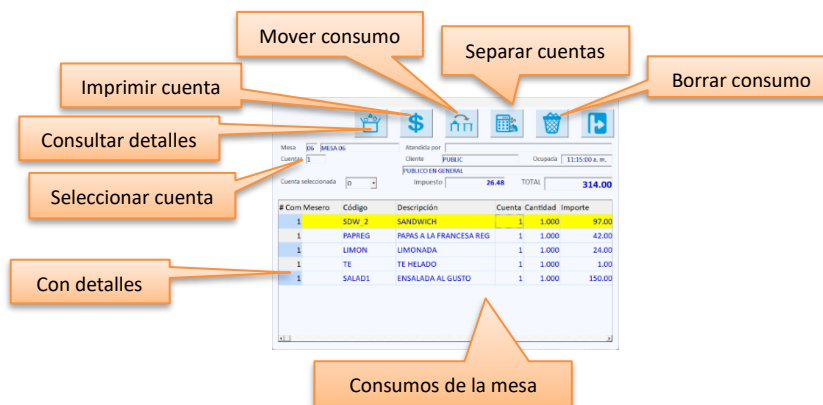 Mover consumo
Separar cuentas
Imprimir cuenta
Borrar consumo
Consultar detalles
Seleccionar cuenta
$
Mesa 06 MESA 06 Atendida por
Cuentas 1 Cliente PUBLIC Ocupada 11:15:00 a. m.
PUBLICO EN GENERAL
Cuenta seleccionada 0 Impuesto 26.48 TOTAL 314.00
# Com Mesero Código Descripción Cuenta Cantidad Importe
1 SDW_2 SANDWICH 1 1.000 97.00
1 PAPREG PAPAS A LA FRANCESA REG 1 1.000 42.00
1 LIMON LIMONADA 1 1.000 24.00
1 TE TE HELADO 1 1.000 1.00
1 SALAD1 ENSALADA AL GUSTO 1 1.000 150.00
Con detalles
Consumos de la mesa